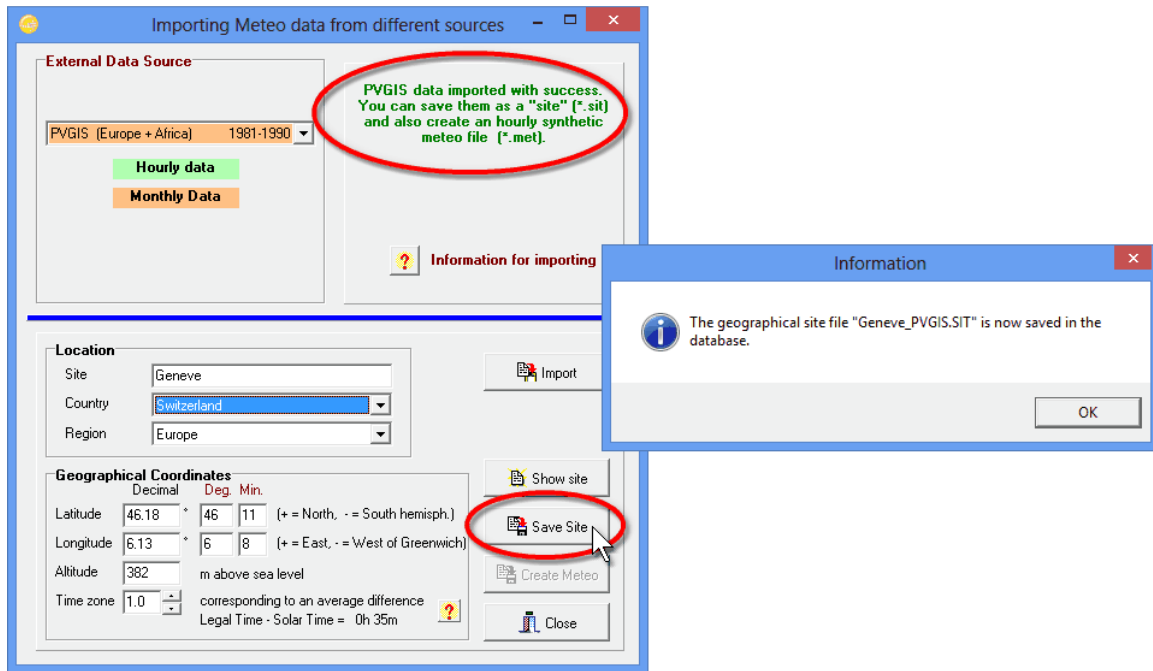 Importing Meteo data from different sources
External Data Source
PVGIS (Europe + Africa) 1981-1990
Hourly data
Monthly Data
PVGIS data imported with success.
You can save them as a "site" (*.sit)
and also create an hourly synthetic
meteo file (*.met).
? Information for importing
Information
The geographical site file "Geneve_PVGIS.SIT" is now saved in the
database.
OK
Location
Site Geneve
Country Switzerland
Region Europe
Import
Geographical Coordinates
Decimal Deg. Min.
Latitude 46.18 ° 46 11 (+ = North, - = South hemisph.)
Longitude 6.13 ° 6 8 (+ = East, - = West of Greenwich)
Altitude 382 m above sea level
Time zone 1.0 corresponding to an average difference
Legal Time - Solar Time = 0h 35m ?
Show site
Save Site
Create Meteo
Close